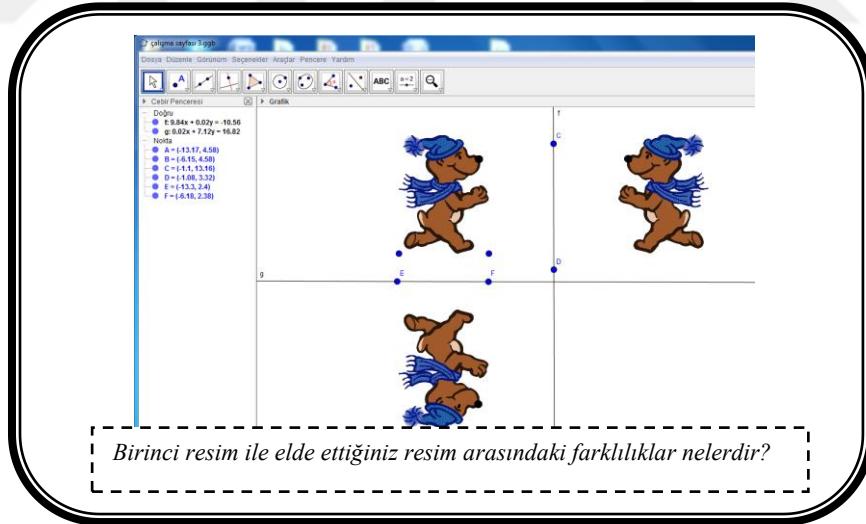 çalışma sayfası 3.ggb
Dosya Düzenle Görünüm Seçenekler Araçlar Pencere Yardım
A
ABC
a=2
Cebir Penceresi
Grafik
Doğru
f: 9.84x + 0.02y = -10.56
g: 0.02x + 7.12y = 16.82
Nokta
A = (-13.17, 4.58)
B = (-6.15, 4.58)
C = (-1.1, 13.16)
D = (-1.08, 3.32)
E = (-13.3, 2.4)
F = (-6.18, 2.38)
f
C
D
g
E
F
Birinci resim ile elde ettiğiniz resim arasındaki farklılıklar nelerdir?